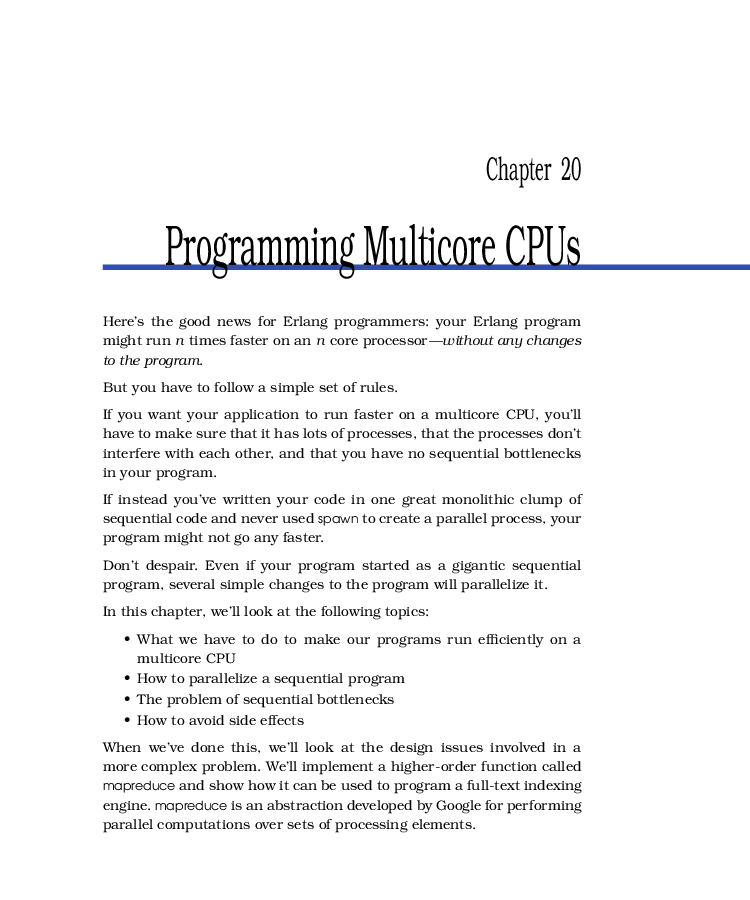 Chapter 20
Programming Multicore CPUs
Here's the good news for Erlang programmers: your Erlang program
might run n times faster on an n core processor—without any changes
to the program.
But you have to follow a simple set of rules.
If you want your application to run faster on a multicore CPU, you'll
have to make sure that it has lots of processes, that the processes don't
interfere with each other, and that you have no sequential bottlenecks
in your program.
If instead you've written your code in one great monolithic clump of
sequential code and never used spawn to create a parallel process, your
program might not go any faster.
Don't despair. Even if your program started as a gigantic sequential
program, several simple changes to the program will parallelize it.
In this chapter, we'll look at the following topics:
• What we have to do to make our programs run efficiently on a
multicore CPU
• How to parallelize a sequential program
• The problem of sequential bottlenecks
• How to avoid side effects
When we've done this, we'll look at the design issues involved in a
more complex problem. We'll implement a higher-order function called
mapreduce and show how it can be used to program a full-text indexing
engine. mapreduce is an abstraction developed by Google for performing
parallel computations over sets of processing elements.